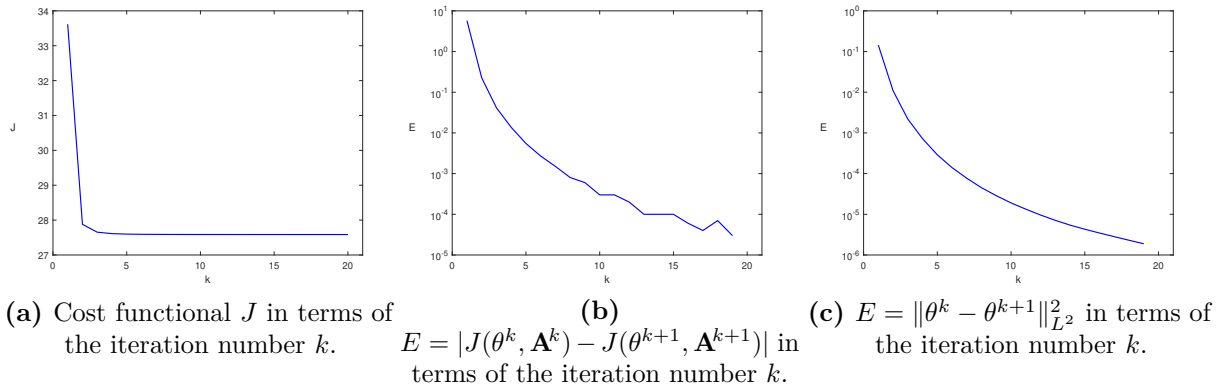 34
33
32
31
30
29
28
27
J
0
5
10
15
20
k
10^1
10^0
10^-1
10^-2
10^-3
10^-4
10^-5
E
0
5
10
15
20
k
10^0
10^-1
10^-2
10^-3
10^-4
10^-5
10^-6
E
0
5
10
15
20
k
(a) Cost functional J in terms of
the iteration number k.
(b)
E = |J(θ^k, A^k) − J(θ^{k+1}, A^{k+1})| in
terms of the iteration number k.
(c) E = ‖θ^k − θ^{k+1}‖²_{L²} in terms of
the iteration number k.